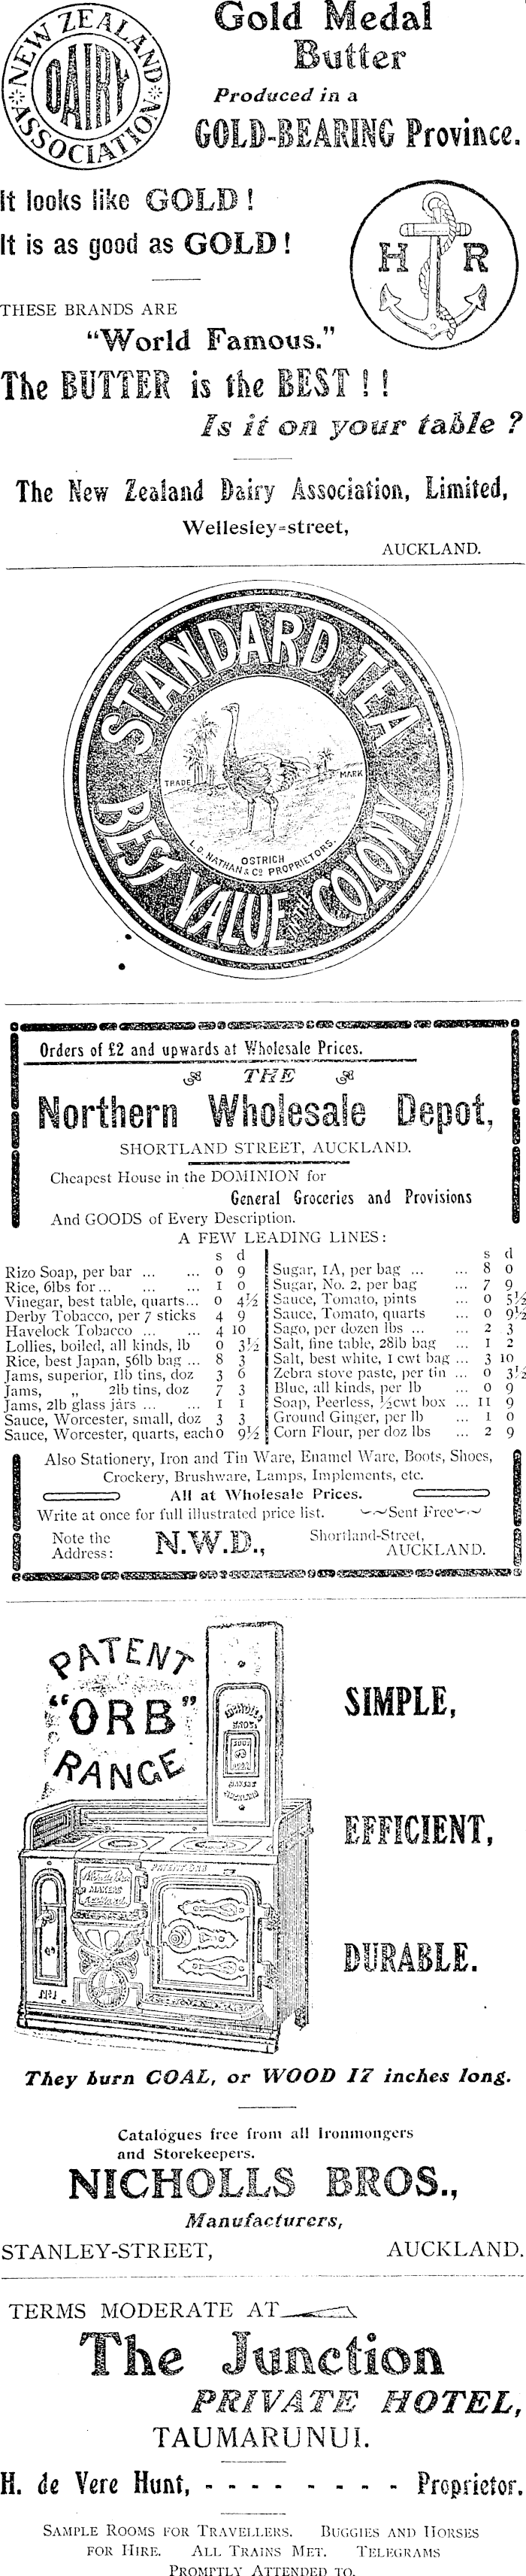 NEW ZEALAND
DAIRY
ASSOCIATION
Gold Medal
Butter
Produced in a
GOLD-BEARING Province.
It looks like GOLD !
It is as good as GOLD !
H R
THESE BRANDS ARE
"World Famous."
The BUTTER is the BEST ! !
Is it on your table ?
The New Zealand Dairy Association, Limited,
Wellesley=street,
AUCKLAND.
STANDARD TEA
TRADE MARK
OSTRICH
L.D. NATHAN & Co PROPRIETORS.
BEST VALUE IN THE COLONY
Orders of £2 and upwards at Wholesale Prices.
THE
Northern Wholesale Depot,
SHORTLAND STREET, AUCKLAND.
Cheapest House in the DOMINION for
General Groceries and Provisions
And GOODS of Every Description.
A FEW LEADING LINES:
s d
Rizo Soap, per bar ... ... 0 9
Rice, 6lbs for ... ... ... 1 0
Vinegar, best table, quarts... 0 4½
Derby Tobacco, per 7 sticks 4 9
Havelock Tobacco ... ... 4 10
Lollies, boiled, all kinds, lb 0 3½
Rice, best Japan, 56lb bag ... 8 3
Jams, superior, 1lb tins, doz 3 6
Jams, „ 2lb tins, doz 7 3
Jams, 2lb glass jars ... ... 1 1
Sauce, Worcester, small, doz 3 3
Sauce, Worcester, quarts, each 0 9½
s d
Sugar, 1A, per bag ... ... 8 0
Sugar, No. 2, per bag ... 7 9
Sauce, Tomato, pints ... 0 5½
Sauce, Tomato, quarts ... 0 9½
Sago, per dozen lbs ... ... 2 3
Salt, fine table, 28lb bag ... 1 2
Salt, best white, 1 cwt bag ... 3 10
Zebra stove paste, per tin ... 0 3½
Blue, all kinds, per lb ... 0 9
Soap, Peerless, ½cwt box ... 11 9
Ground Ginger, per lb ... 1 0
Corn Flour, per doz lbs ... 2 9
Also Stationery, Iron and Tin Ware, Enamel Ware, Boots, Shoes,
Crockery, Brushware, Lamps, Implements, etc.
All at Wholesale Prices.
Write at once for full illustrated price list. Sent Free
Note the
Address:
N.W.D.,
Shortland-Street,
AUCKLAND.
PATENT
"ORB"
RANGE
NICHOLLS
BROS
PATENT ORB
MAKERS
Auckland
No1
SIMPLE,
EFFICIENT,
DURABLE.
They burn COAL, or WOOD 17 inches long.
Catalogues free from all Ironmongers
and Storekeepers.
NICHOLLS BROS.,
Manufacturers,
STANLEY-STREET, AUCKLAND.
TERMS MODERATE AT
The Junction
PRIVATE HOTEL,
TAUMARUNUI.
H. de Vere Hunt, - - - - - - - - Proprietor.
SAMPLE ROOMS FOR TRAVELLERS. BUGGIES AND HORSES
FOR HIRE. ALL TRAINS MET. TELEGRAMS
PROMPTLY ATTENDED TO.